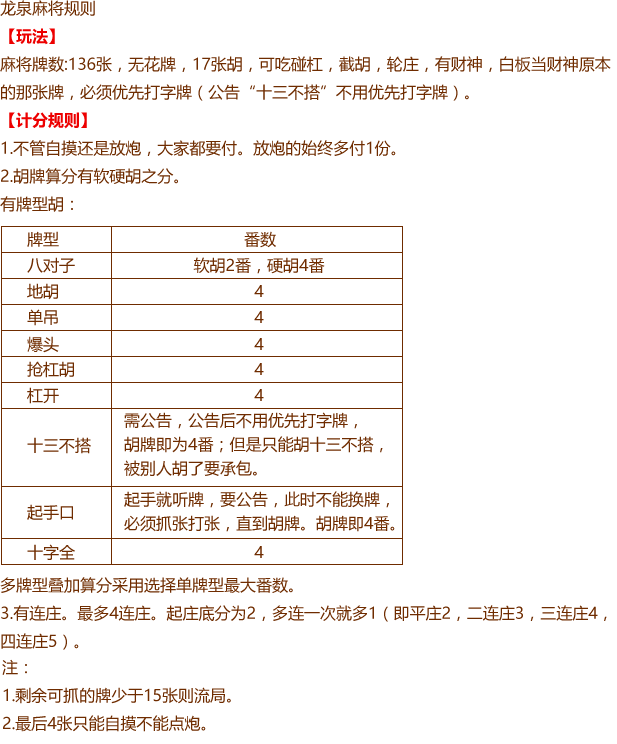 龙泉麻将规则
【玩法】
麻将牌数:136张，无花牌，17张胡，可吃碰杠，截胡，轮庄，有财神，白板当财神原本
的那张牌，必须优先打字牌（公告“十三不搭”不用优先打字牌）。
【计分规则】
1.不管自摸还是放炮，大家都要付。放炮的始终多付1份。
2.胡牌算分有软硬胡之分。
有牌型胡：
牌型 番数
八对子 软胡2番，硬胡4番
地胡 4
单吊 4
爆头 4
抢杠胡 4
杠开 4
十三不搭 需公告，公告后不用优先打字牌，
胡牌即为4番；但是只能胡十三不搭，
被别人胡了要承包。
起手口 起手就听牌，要公告，此时不能换牌，
必须抓张打张，直到胡牌。胡牌即4番。
十字全 4
多牌型叠加算分采用选择单牌型最大番数。
3.有连庄。最多4连庄。起庄底分为2，多连一次就多1（即平庄2，二连庄3，三连庄4，
四连庄5）。
注：
1.剩余可抓的牌少于15张则流局。
2.最后4张只能自摸不能点炮。